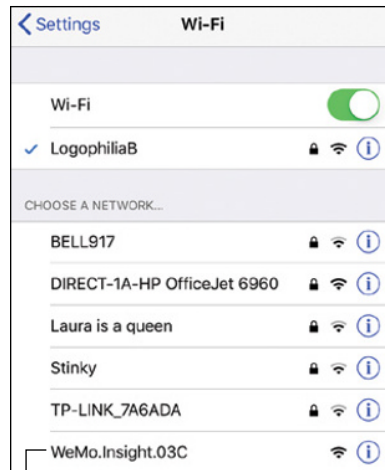 Settings Wi-Fi
Wi-Fi
LogophiliaB
CHOOSE A NETWORK...
BELL917
DIRECT-1A-HP OfficeJet 6960
Laura is a queen
Stinky
TP-LINK_7A6ADA
WeMo.Insight.03C